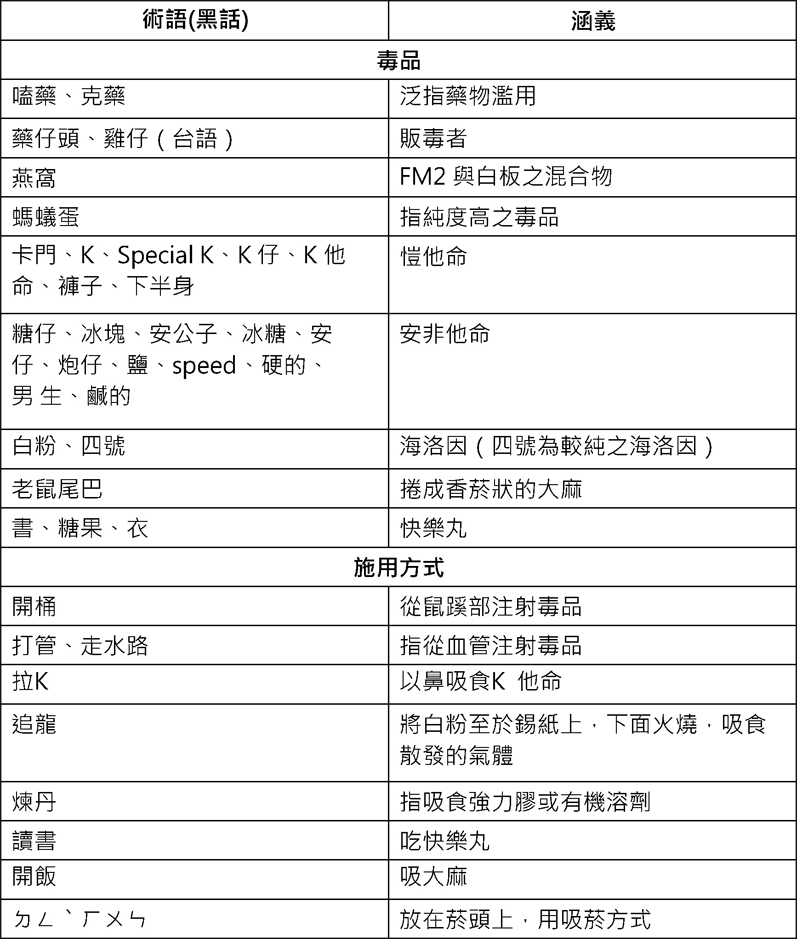 術語(黑話) 涵義
毒品
嗑藥、克藥 泛指藥物濫用
藥仔頭、雞仔（台語） 販毒者
燕窩 FM2 與白板之混合物
螞蟻蛋 指純度高之毒品
卡門、K、Special K、K 仔、K 他 愷他命
命、褲子、下半身
糖仔、冰塊、安公子、冰糖、安 安非他命
仔、炮仔、鹽、speed、硬的、
男 生、鹹的
白粉、四號 海洛因（四號為較純之海洛因）
老鼠尾巴 捲成香菸狀的大麻
書、糖果、衣 快樂丸
施用方式
開桶 從鼠蹊部注射毒品
打管、走水路 指從血管注射毒品
拉K 以鼻吸食K 他命
追龍 將白粉至於錫紙上，下面火燒，吸食
散發的氣體
煉丹 指吸食強力膠或有機溶劑
讀書 吃快樂丸
開飯 吸大麻
ㄉㄥˋㄏㄨㄣ 放在菸頭上，用吸菸方式